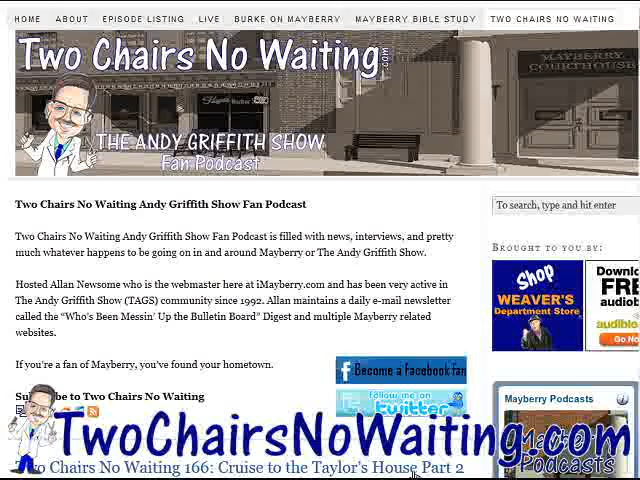 HOME ABOUT EPISODE LISTING LIVE BURKE ON MAYBERRY MAYBERRY BIBLE STUDY TWO CHAIRS NO WAITING
Two Chairs No Waiting.com
MAYBERRY
COURTHOUSE
THE ANDY GRIFFITH SHOW
Fan Podcast
Two Chairs No Waiting Andy Griffith Show Fan Podcast
Two Chairs No Waiting Andy Griffith Show Fan Podcast is filled with news, interviews, and pretty
much whatever happens to be going on in and around Mayberry or The Andy Griffith Show.
Hosted Allan Newsome who is the webmaster here at iMayberry.com and has been very active in
The Andy Griffith Show (TAGS) community since 1992. Allan maintains a daily e-mail newsletter
called the “Who’s Been Messin’ Up the Bulletin Board” Digest and multiple Mayberry related
websites.
If you’re a fan of Mayberry, you’ve found your hometown.
Become a facebook fan
follow me on
twitter
Subscribe to Two Chairs No Waiting
To search, type and hit enter
BROUGHT TO YOU BY:
Shop
WEAVER'S
Department Store
Downlo
FREE
audiob
audible
Go No
Mayberry Podcasts
Mayberry
Podcasts
TwoChairsNoWaiting.com
Two Chairs No Waiting 166: Cruise to the Taylor’s House Part 2